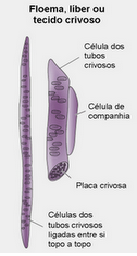 Floema, liber ou
tecido crivoso
Célula dos
tubos
crivosos
Célula de
companhia
Placa crivosa
Células dos
tubos crivosos
ligadas entre si
topo a topo